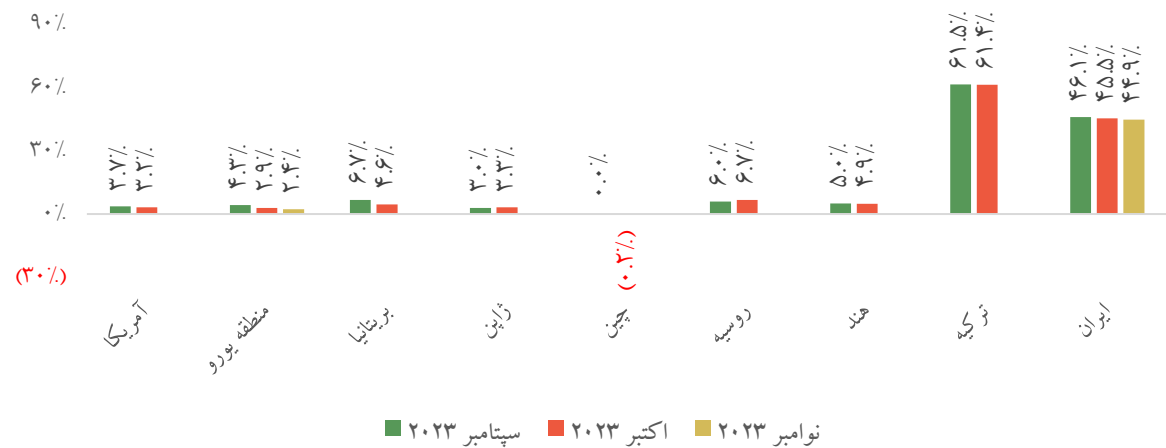 ۹۰٪
۶۰٪
۳۰٪
۰٪
(۳۰٪)
۳.۷٪
۳.۲٪
۴.۳٪
۲.۹٪
۲.۴٪
۶.۷٪
۴.۶٪
۳.۰٪
۳.۳٪
۰.۰٪
(۰.۲٪)
۶.۰٪
۶.۷٪
۵.۰٪
۴.۹٪
۶۱.۵٪
۶۱.۴٪
۴۶.۱٪
۴۵.۵٪
۴۴.۹٪
آمریکا
منطقه یورو
بریتانیا
ژاپن
چین
روسیه
هند
ترکیه
ایران
سپتامبر ۲۰۲۳
اکتبر ۲۰۲۳
نوامبر ۲۰۲۳